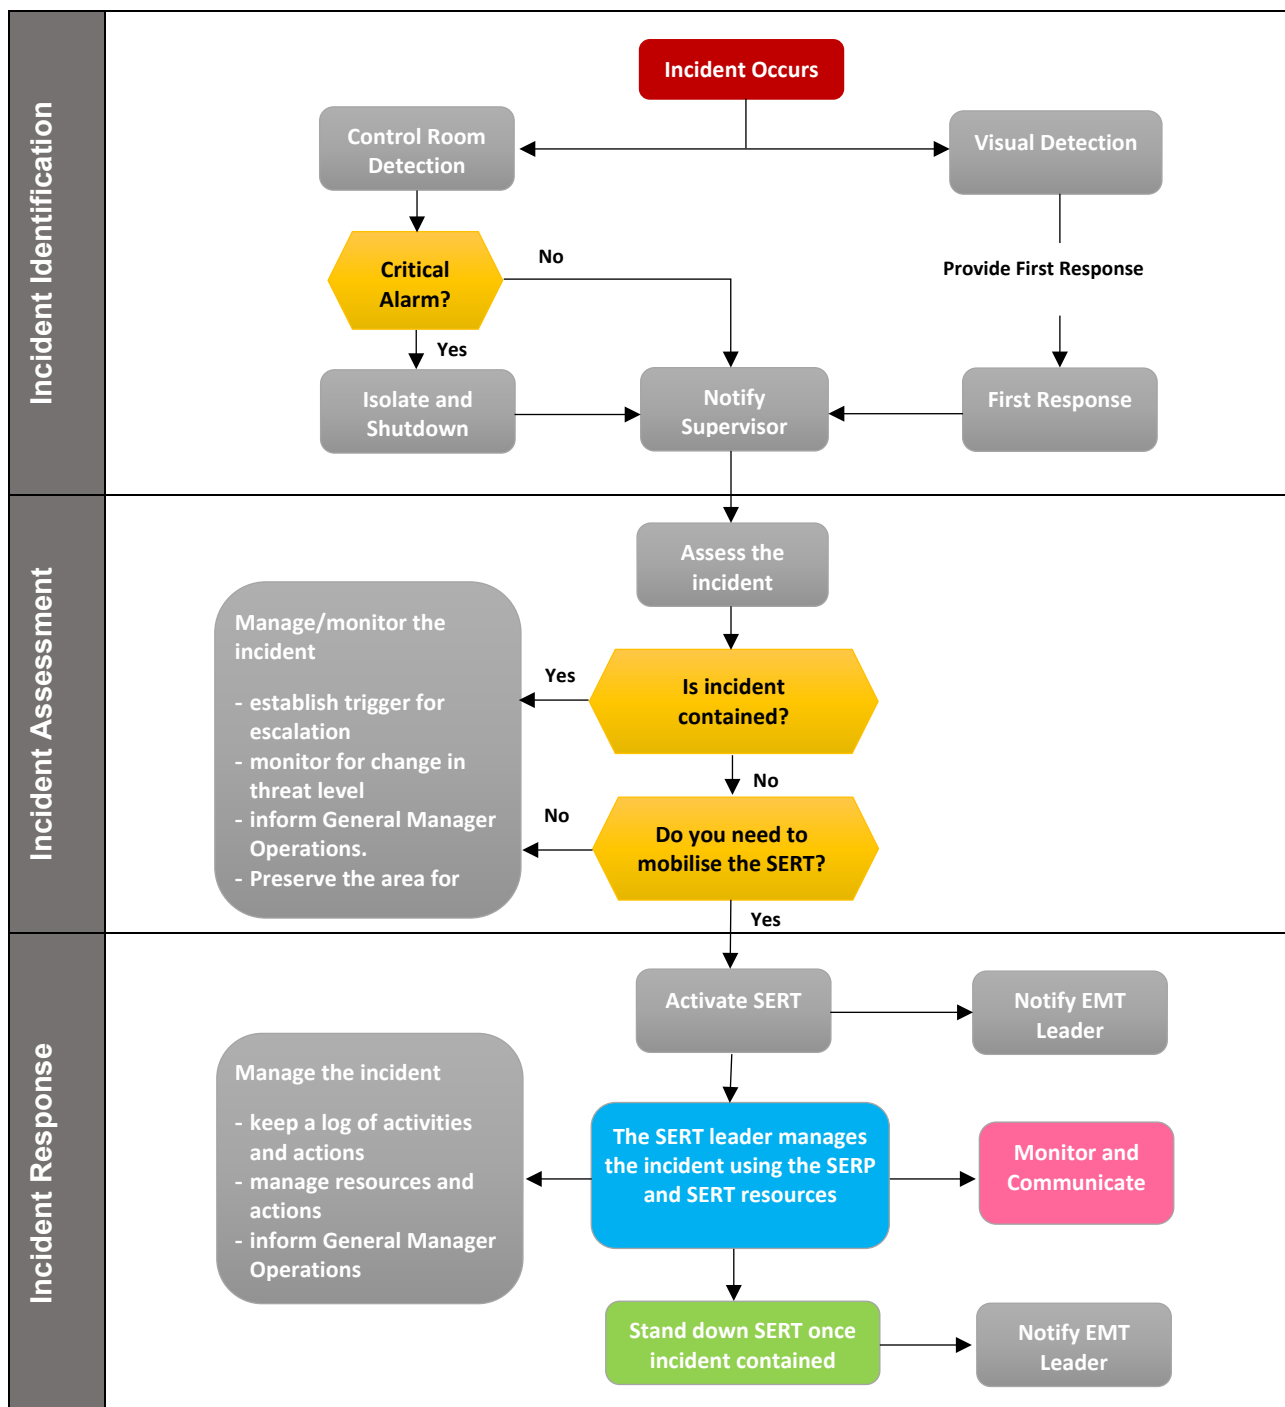 Incident Identification
Incident Occurs
Control Room
Detection
Visual Detection
Critical
Alarm?
No
Provide First Response
Yes
Isolate and
Shutdown
Notify
Supervisor
First Response
Incident Assessment
Assess the
incident
Manage/monitor the
incident
- establish trigger for
escalation
- monitor for change in
threat level
- inform General Manager
Operations.
- Preserve the area for
Yes
Is incident
contained?
No
No
Do you need to
mobilise the SERT?
Yes
Incident Response
Activate SERT
Notify EMT
Leader
Manage the incident
- keep a log of activities
and actions
- manage resources and
actions
- inform General Manager
Operations
The SERT leader manages
the incident using the SERP
and SERT resources
Monitor and
Communicate
Stand down SERT once
incident contained
Notify EMT
Leader